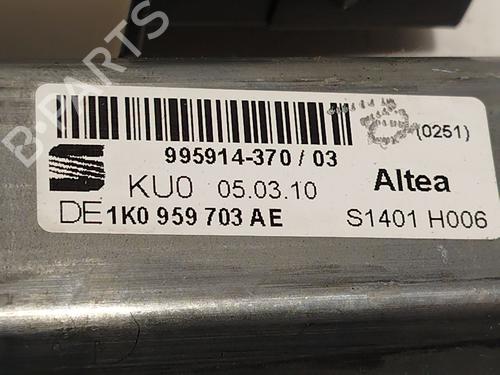 B-PARTS
995914-370 / 03
(0251)
KU0 05.03.10 Altea
DE 1K0 959 703 AE S1401 H006